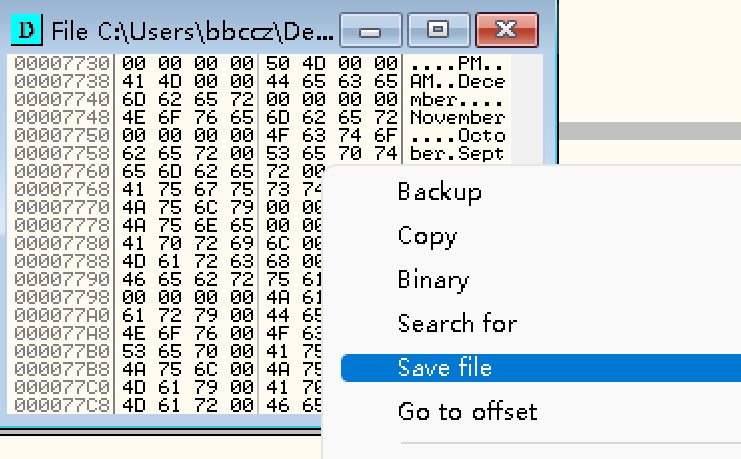 D File C:\Users\bbccz\De...
00007730 00 00 00 00 50 4D 00 00 ....PM..
00007738 41 4D 00 00 44 65 63 65 AM..Dece
00007740 6D 62 65 72 00 00 00 00 mber....
00007748 4E 6F 76 65 6D 62 65 72 November
00007750 00 00 00 00 4F 63 74 6F ....Octo
00007758 62 65 72 00 53 65 70 74 ber.Sept
00007760 65 6D 62 65 72 00
00007768 41 75 67 75 73 74
00007770 4A 75 6C 79 00 00
00007778 4A 75 6E 65 00 00
00007780 41 70 72 69 6C 00
00007788 4D 61 72 63 68 00
00007790 46 65 62 72 75 61
00007798 00 00 00 00 4A 61
000077A0 61 72 79 00 44 65
000077A8 4E 6F 76 00 4F 63
000077B0 53 65 70 00 41 75
000077B8 4A 75 6C 00 4A 75
000077C0 4D 61 79 00 41 70
000077C8 4D 61 72 00 46 65
Backup
Copy
Binary
Search for
Save file
Go to offset